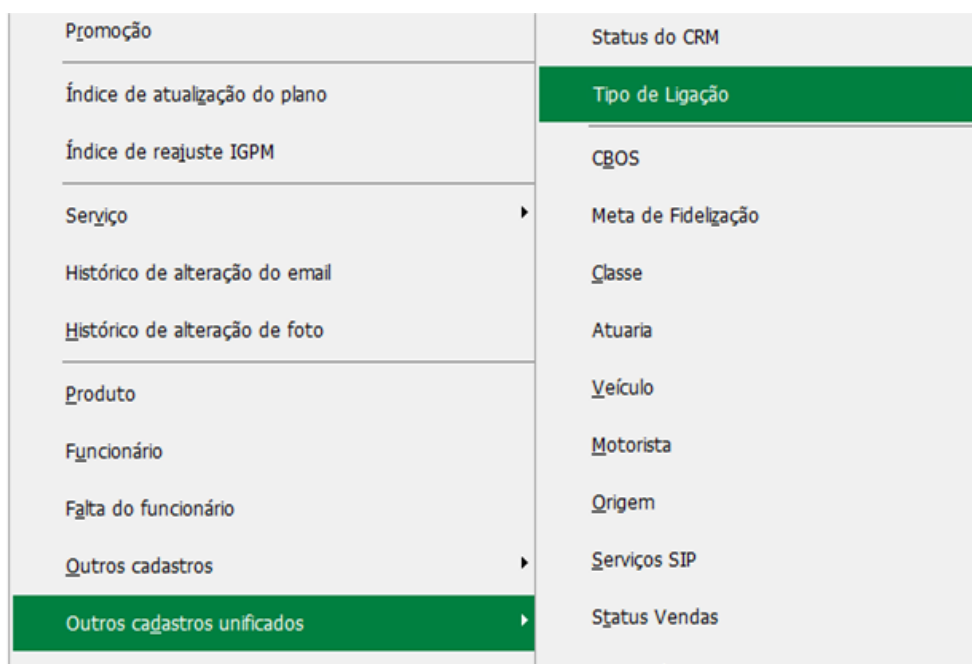 Promoção
Índice de atualização do plano
Índice de reajuste IGPM
Serviço
Histórico de alteração do email
Histórico de alteração de foto
Produto
Funcionário
Falta do funcionário
Outros cadastros
Outros cadastros unificados
Status do CRM
Tipo de Ligação
CBOS
Meta de Fidelização
Classe
Atuaria
Veículo
Motorista
Origem
Serviços SIP
Status Vendas